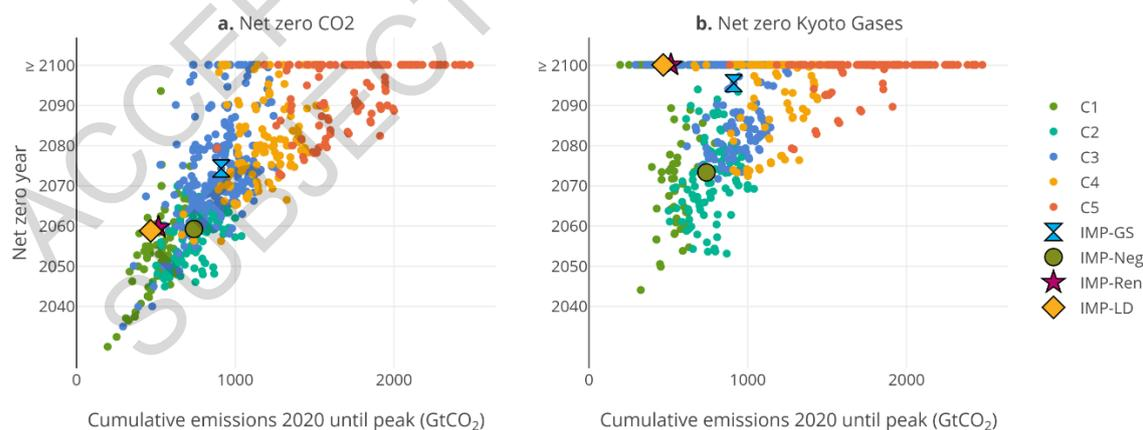 a. Net zero CO2
b. Net zero Kyoto Gases
ACCEP
SUBJECT
Net zero year
≥ 2100
2090
2080
2070
2060
2050
2040
0
1000
2000
Cumulative emissions 2020 until peak (GtCO₂)
≥ 2100
2090
2080
2070
2060
2050
2040
0
1000
2000
Cumulative emissions 2020 until peak (GtCO₂)
C1
C2
C3
C4
C5
IMP-GS
IMP-Neg
IMP-Ren
IMP-LD